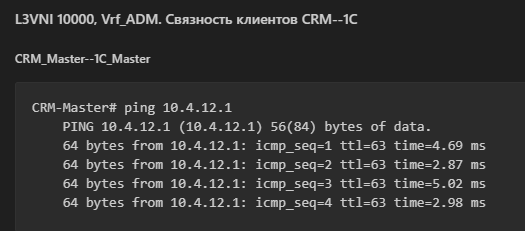 L3VNI 10000, Vrf_ADM. Связность клиентов CRM--1C
CRM_Master--1C_Master
CRM-Master# ping 10.4.12.1
PING 10.4.12.1 (10.4.12.1) 56(84) bytes of data.
64 bytes from 10.4.12.1: icmp_seq=1 ttl=63 time=4.69 ms
64 bytes from 10.4.12.1: icmp_seq=2 ttl=63 time=2.87 ms
64 bytes from 10.4.12.1: icmp_seq=3 ttl=63 time=5.02 ms
64 bytes from 10.4.12.1: icmp_seq=4 ttl=63 time=2.98 ms